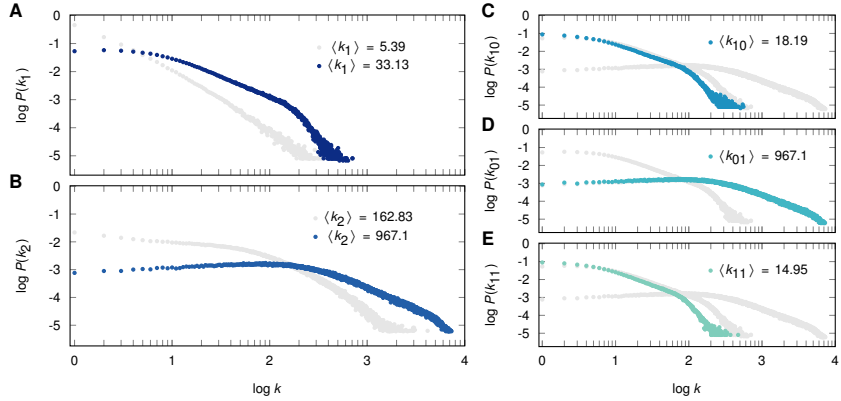 A
0
-1
-2
-3
-4
-5
log P(k₁)
⟨k₁⟩ = 5.39
⟨k₁⟩ = 33.13
B
0
-1
-2
-3
-4
-5
log P(k₂)
⟨k₂⟩ = 162.83
⟨k₂⟩ = 967.1
0 1 2 3 4
log k
C
0
-1
-2
-3
-4
-5
log P(k₁₀)
⟨k₁₀⟩ = 18.19
D
0
-1
-2
-3
-4
-5
log P(k₀₁)
⟨k₀₁⟩ = 967.1
E
0
-1
-2
-3
-4
-5
log P(k₁₁)
⟨k₁₁⟩ = 14.95
0 1 2 3 4
log k